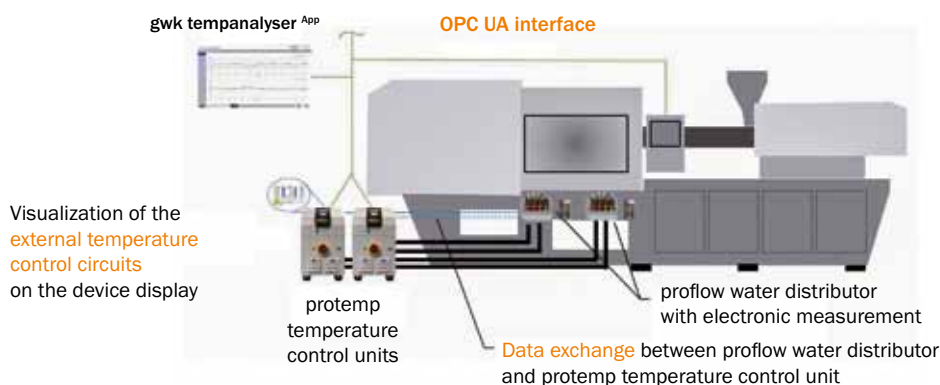 gwk tempanalyser App
OPC UA interface
Visualization of the
external temperature
control circuits
on the device display
protemp
temperature
control units
proflow water distributor
with electronic measurement
Data exchange between proflow water distributor
and protemp temperature control unit